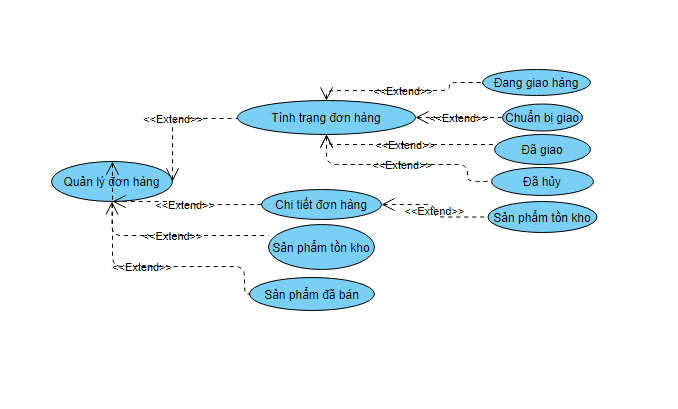 Đang giao hàng
<<Extend>>
Tình trạng đơn hàng
<<Extend>>
<<Extend>>
Chuẩn bị giao
<<Extend>>
Đã giao
<<Extend>>
Đã hủy
Quản lý đơn hàng
<<Extend>>
Chi tiết đơn hàng
<<Extend>>
Sản phẩm tồn kho
<<Extend>>
Sản phẩm tồn kho
<<Extend>>
Sản phẩm đã bán